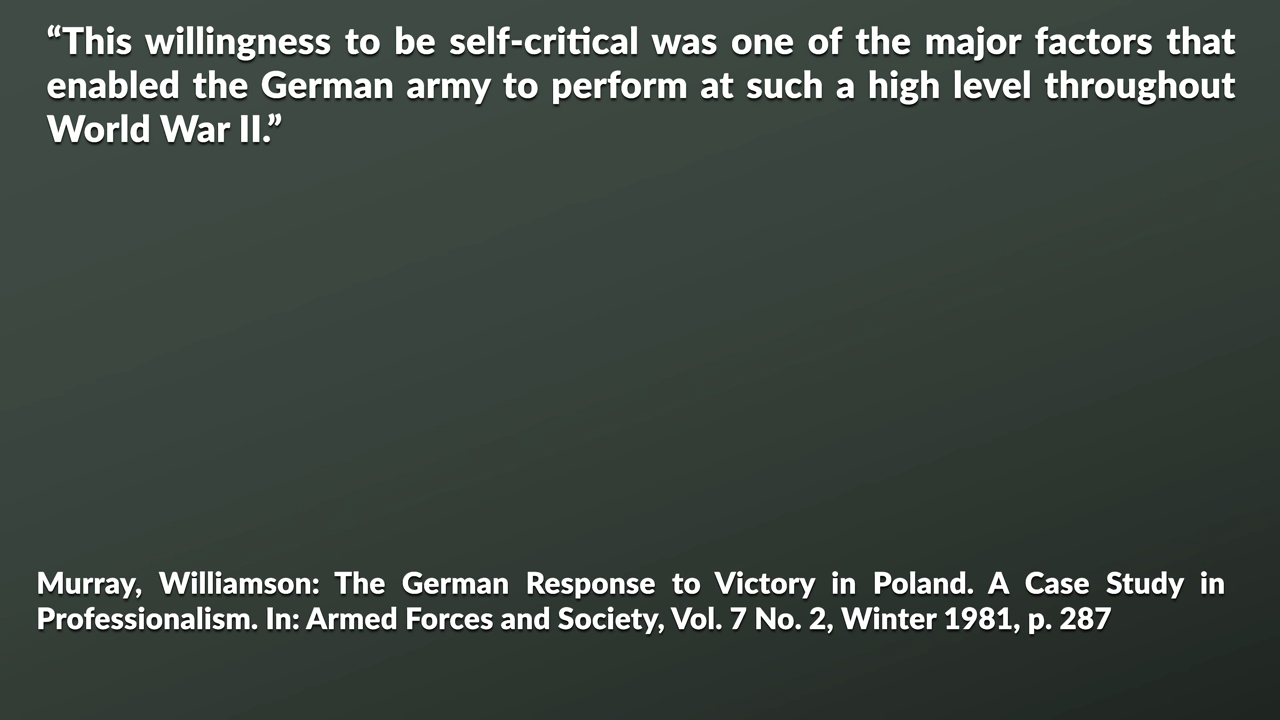 “This willingness to be self-critical was one of the major factors that
enabled the German army to perform at such a high level throughout
World War II.”
Murray, Williamson: The German Response to Victory in Poland. A Case Study in
Professionalism. In: Armed Forces and Society, Vol. 7 No. 2, Winter 1981, p. 287